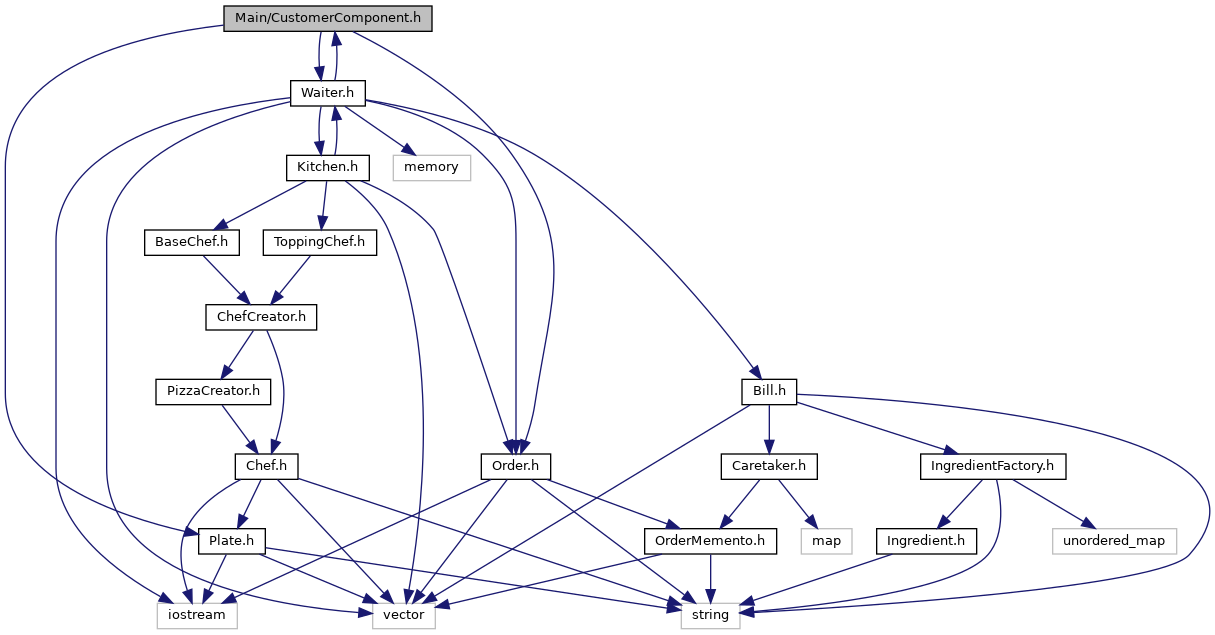 Main/CustomerComponent.h
Waiter.h
Kitchen.h
memory
BaseChef.h
ToppingChef.h
ChefCreator.h
PizzaCreator.h
Bill.h
Chef.h
Order.h
Caretaker.h
IngredientFactory.h
Plate.h
OrderMemento.h
map
Ingredient.h
unordered_map
iostream
vector
string